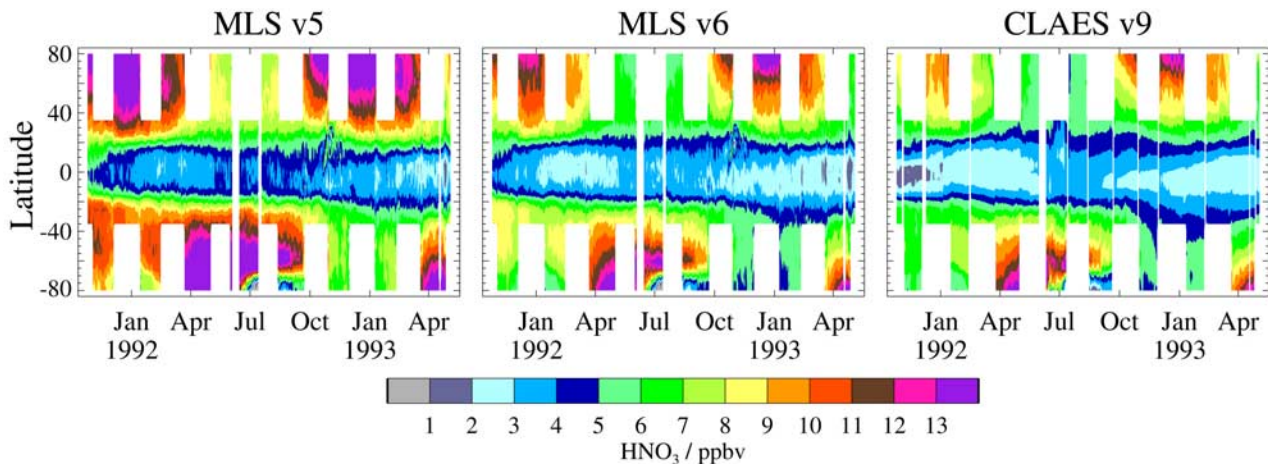 MLS v5 MLS v6 CLAES v9
80
40
0
-40
-80
Latitude
Jan Apr Jul Oct Jan Apr Jan Apr Jul Oct Jan Apr Jan Apr Jul Oct Jan Apr
1992 1993 1992 1993 1992 1993
1 2 3 4 5 6 7 8 9 10 11 12 13
HNO₃ / ppbv